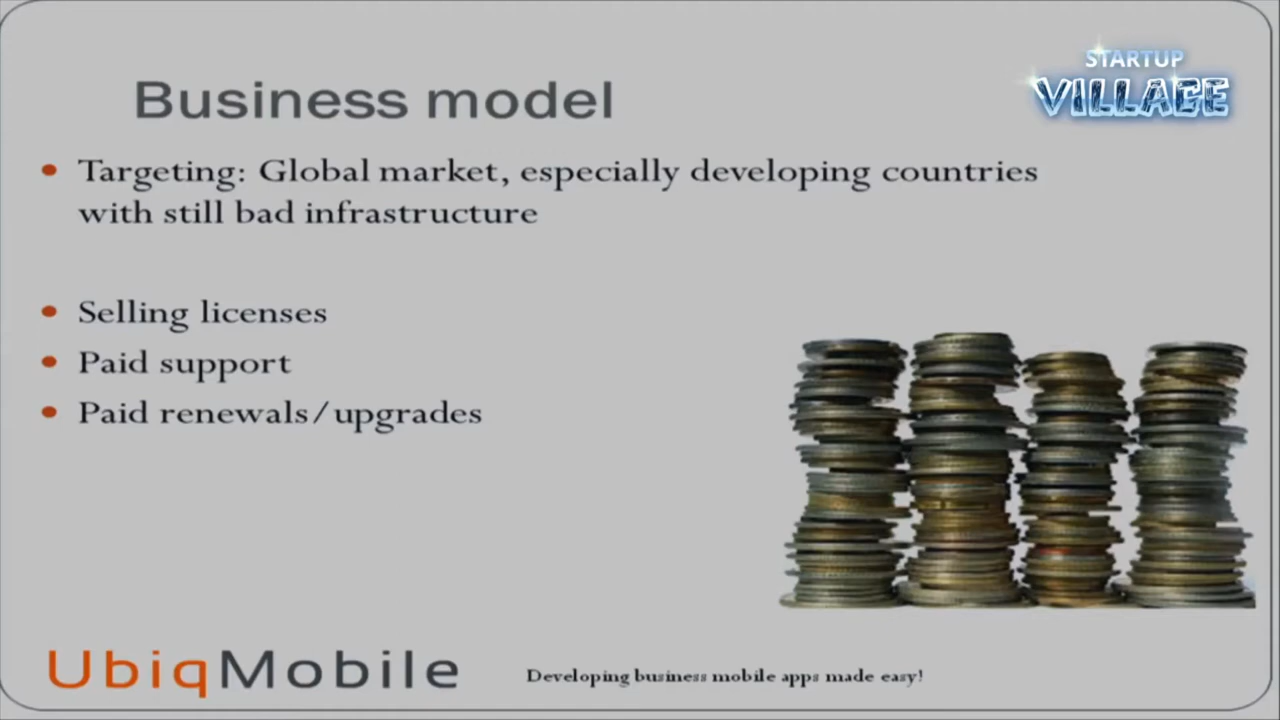 STARTUP
VILLAGE
Business model
Targeting: Global market, especially developing countries
with still bad infrastructure
Selling licenses
Paid support
Paid renewals/upgrades
UbiqMobile
Developing business mobile apps made easy!